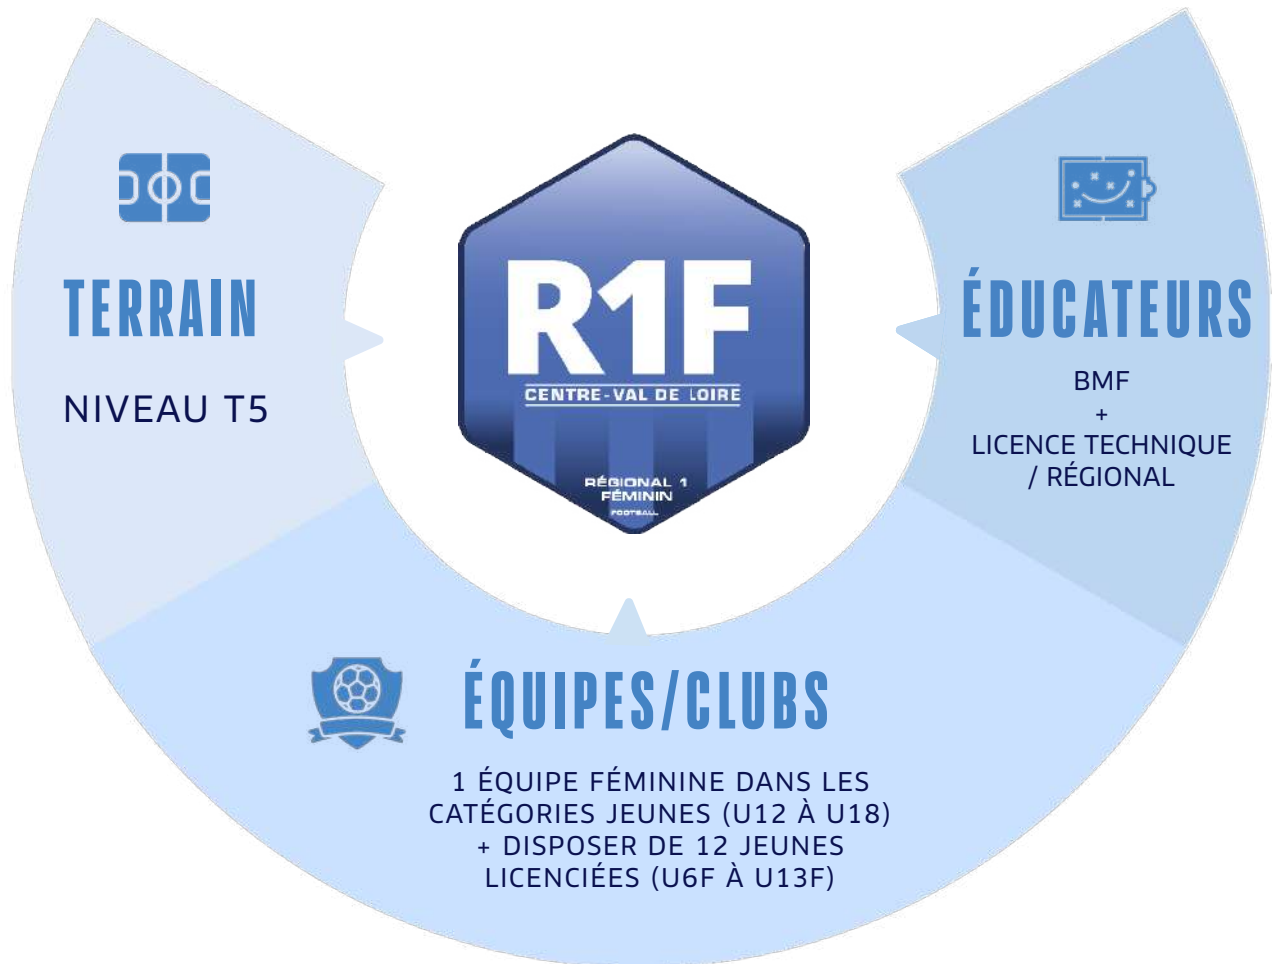 TERRAIN
NIVEAU T5
R1F
CENTRE-VAL DE LOIRE
RÉGIONAL 1
FÉMININ
FOOTBALL
ÉDUCATEURS
BMF
+
LICENCE TECHNIQUE
/ RÉGIONAL
ÉQUIPES/CLUBS
1 ÉQUIPE FÉMININE DANS LES
CATÉGORIES JEUNES (U12 À U18)
+ DISPOSER DE 12 JEUNES
LICENCIÉES (U6F À U13F)